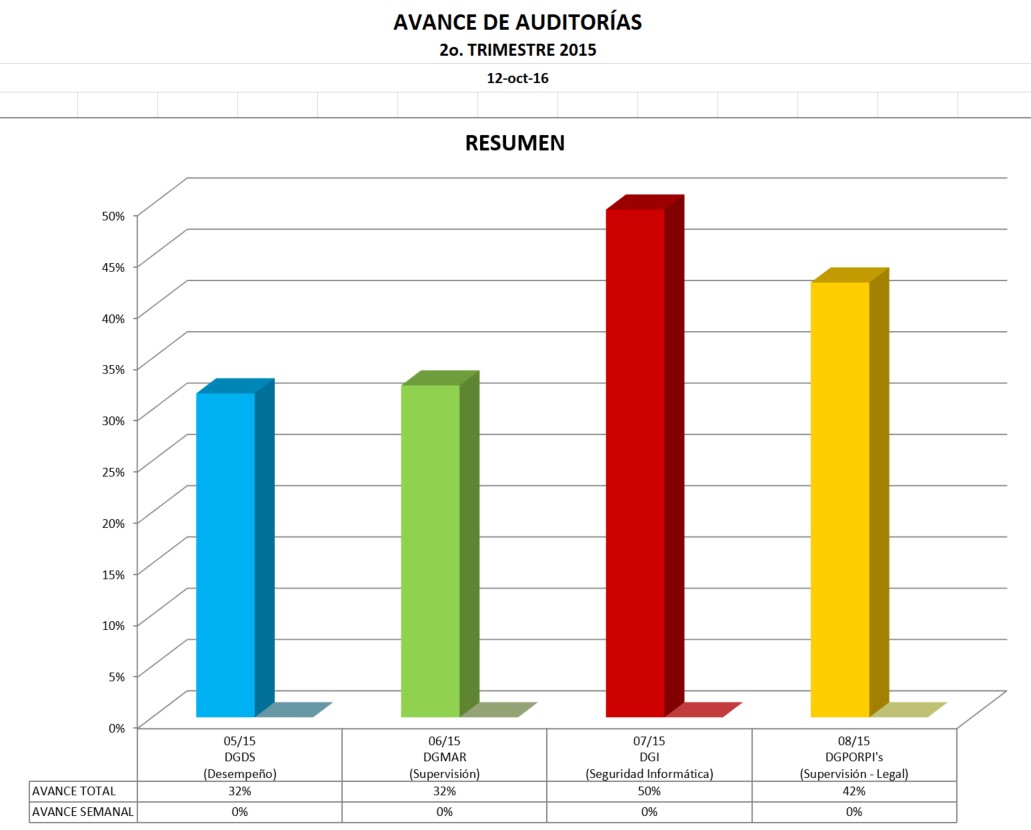 AVANCE DE AUDITORÍAS
2o. TRIMESTRE 2015
12-oct-16
RESUMEN
50%
45%
40%
35%
30%
25%
20%
15%
10%
5%
0%
05/15 06/15 07/15 08/15
DGDS DGMAR DGI DGPORPI's
(Desempeño) (Supervisión) (Seguridad Informática) (Supervisión - Legal)
AVANCE TOTAL 32% 32% 50% 42%
AVANCE SEMANAL 0% 0% 0% 0%